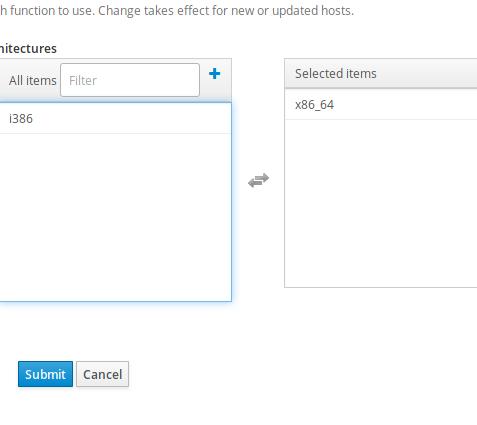 h function to use. Change takes effect for new or updated hosts.
hitectures
All items Filter + Selected items
i386 x86_64
Submit Cancel